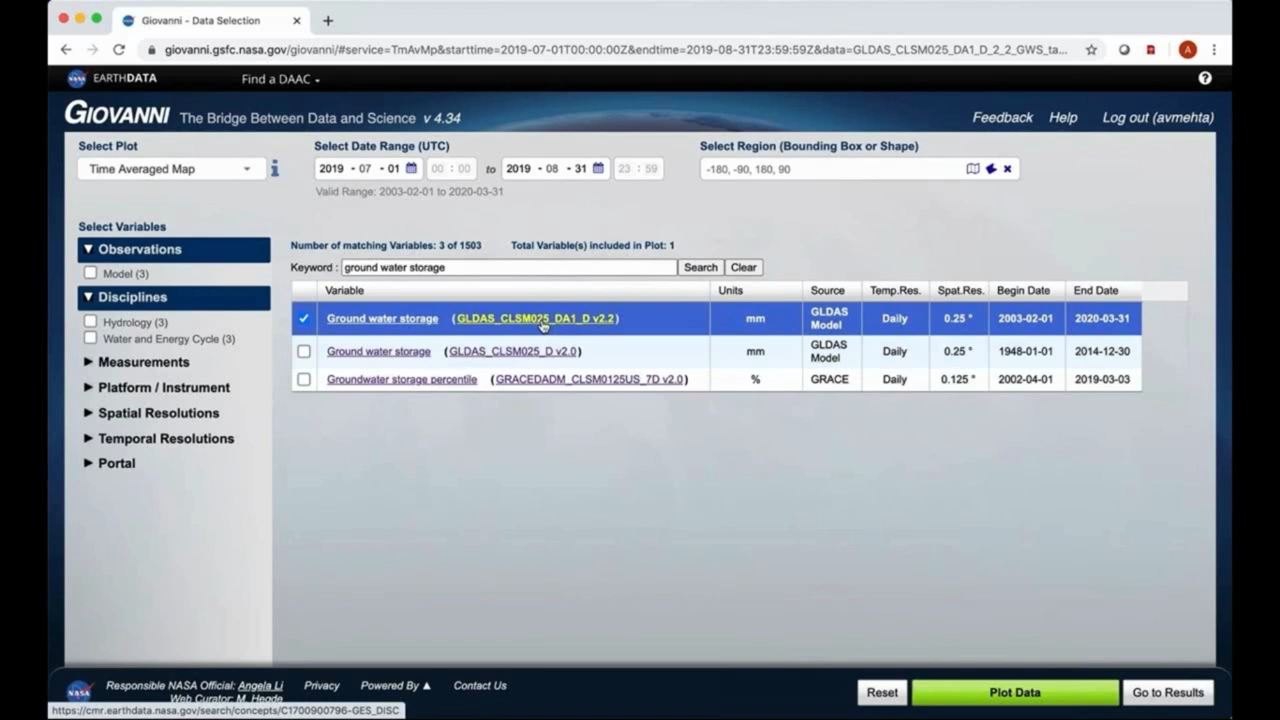 Giovanni - Data Selection
giovanni.gsfc.nasa.gov/giovanni/#service=TmAvMp&starttime=2019-07-01T00:00:00Z&endtime=2019-08-31T23:59:59Z&data=GLDAS_CLSM025_DA1_D_2_2_GWS_ta...
A
NASA EARTHDATA Find a DAAC
GIOVANNI The Bridge Between Data and Science v 4.34 Feedback Help Log out (avmehta)
Select Plot Select Date Range (UTC) Select Region (Bounding Box or Shape)
Time Averaged Map 2019 - 07 - 01 00 : 00 to 2019 - 08 - 31 23 : 59 -180, -90, 180, 90
Valid Range: 2003-02-01 to 2020-03-31
Select Variables
Observations
Model (3)
Disciplines
Hydrology (3)
Water and Energy Cycle (3)
Measurements
Platform / Instrument
Spatial Resolutions
Temporal Resolutions
Portal
Number of matching Variables: 3 of 1503 Total Variable(s) included in Plot: 1
Keyword : ground water storage Search Clear
Variable Units Source Temp.Res. Spat.Res. Begin Date End Date
Ground water storage (GLDAS_CLSM025_DA1_D v2.2) mm GLDAS Model Daily 0.25 ° 2003-02-01 2020-03-31
Ground water storage (GLDAS_CLSM025_D v2.0) mm GLDAS Model Daily 0.25 ° 1948-01-01 2014-12-30
Groundwater storage percentile (GRACEDADM_CLSM0125US_7D v2.0) % GRACE Daily 0.125 ° 2002-04-01 2019-03-03
NASA Responsible NASA Official: Angela Li Privacy Powered By Contact Us
Web Curator: M. Hegde
Reset Plot Data Go to Results
https://cmr.earthdata.nasa.gov/search/concepts/C1700900796-GES_DISC